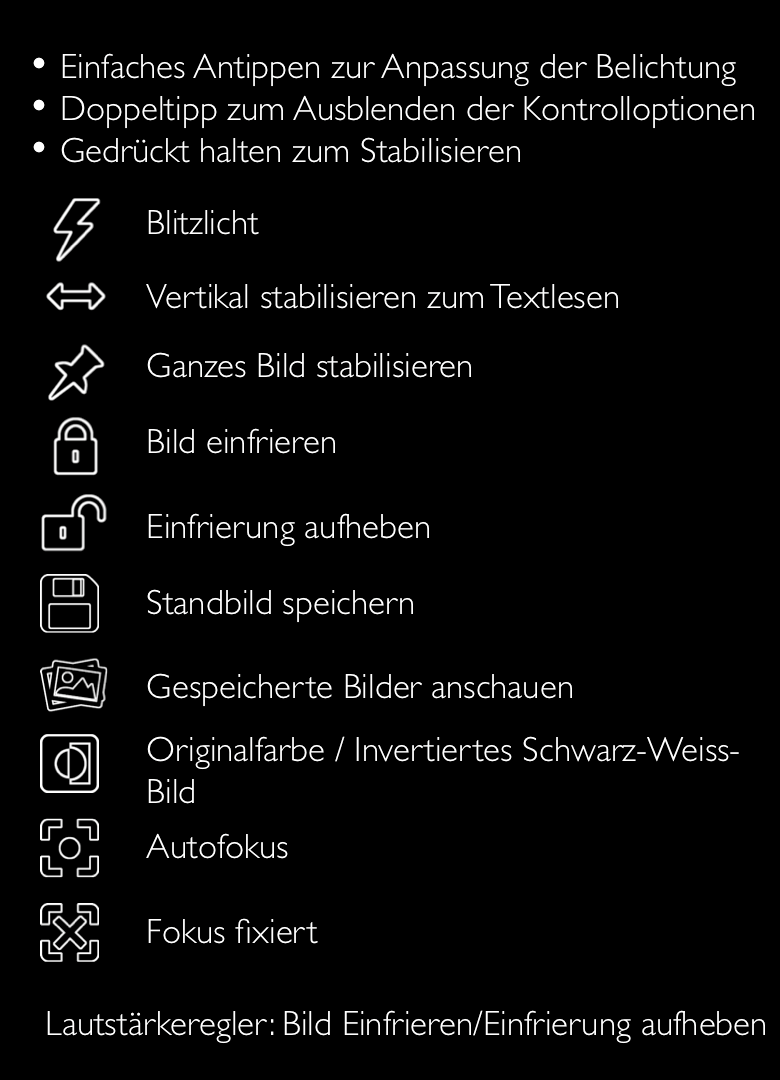 • Einfaches Antippen zur Anpassung der Belichtung
• Doppeltipp zum Ausblenden der Kontrolloptionen
• Gedrückt halten zum Stabilisieren
Blitzlicht
Vertikal stabilisieren zum Textlesen
Ganzes Bild stabilisieren
Bild einfrieren
Einfrierung aufheben
Standbild speichern
Gespeicherte Bilder anschauen
Originalfarbe / Invertiertes Schwarz-Weiss-
Bild
Autofokus
Fokus fixiert
Lautstärkeregler: Bild Einfrieren/Einfrierung aufheben